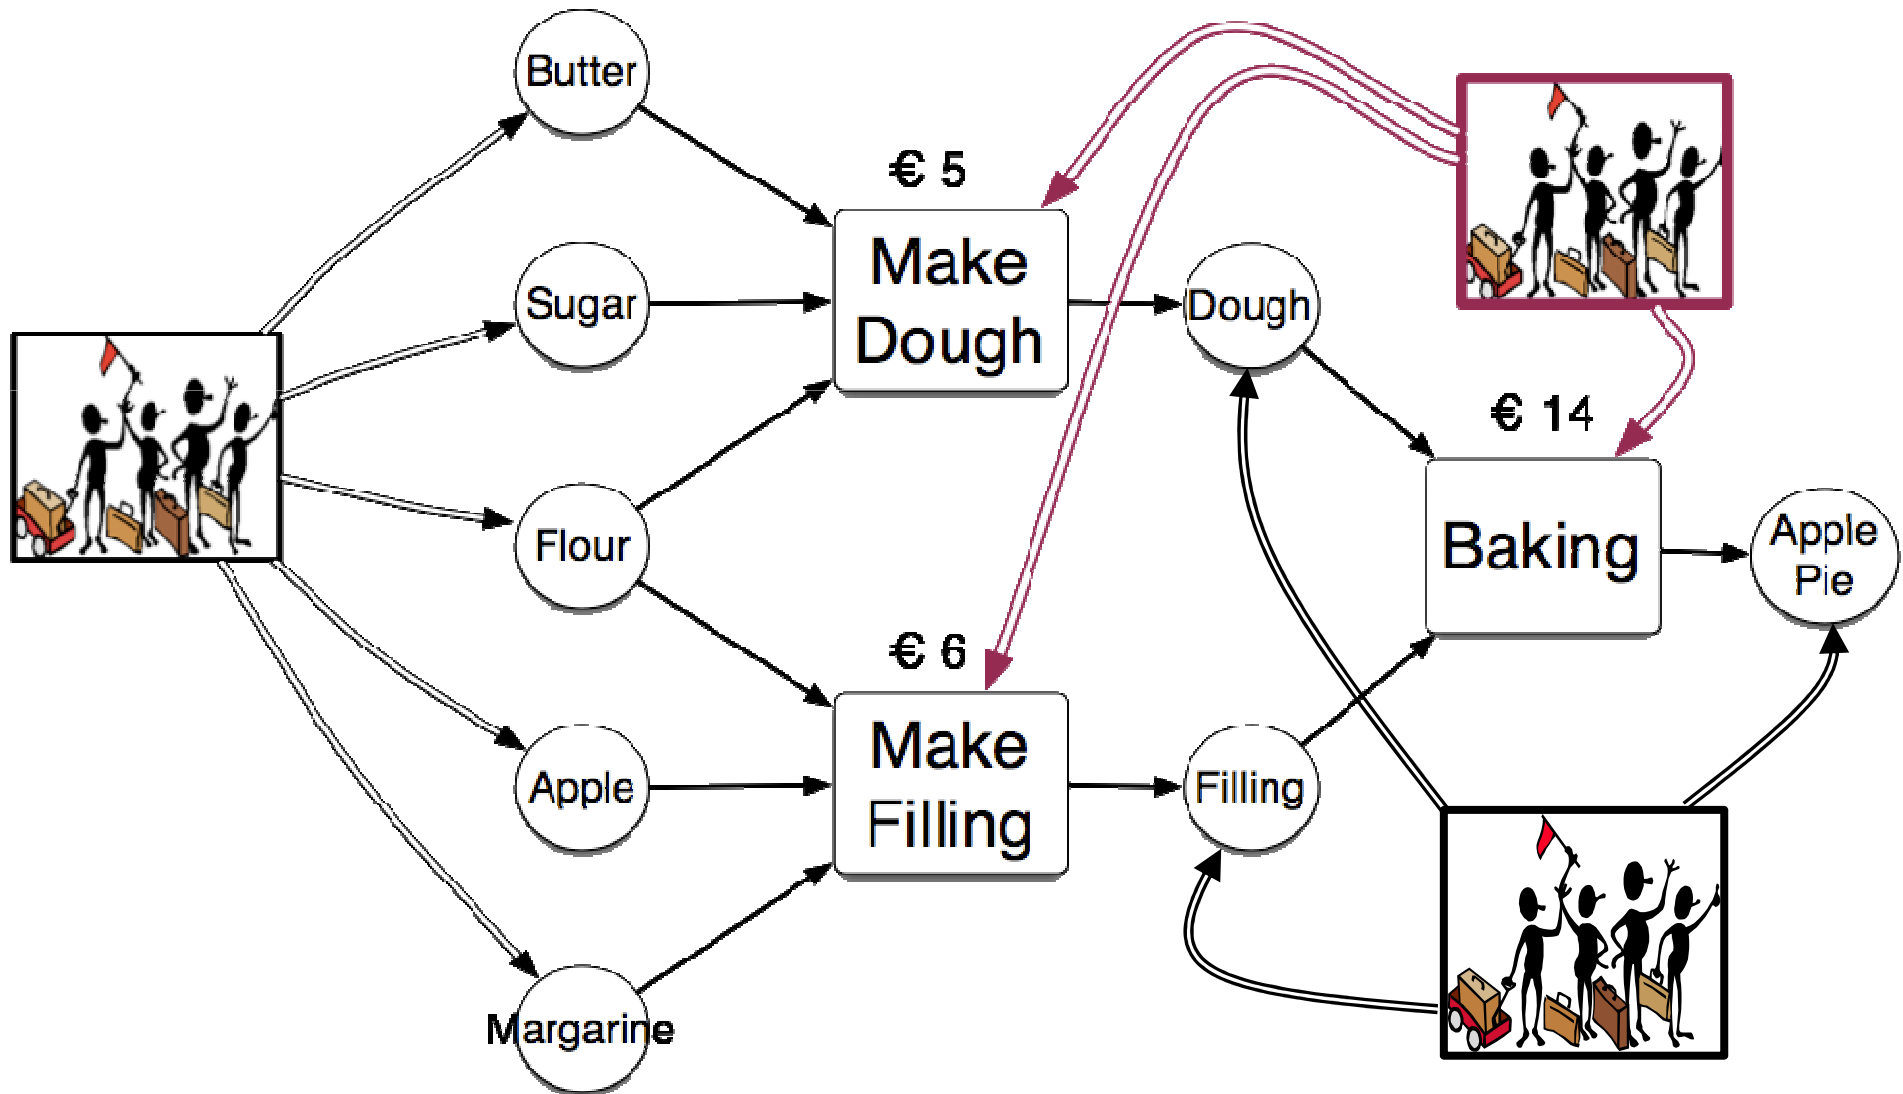 Butter
€ 5
Make
Dough
Sugar
Dough
€ 14
Flour
Baking
Apple
Pie
€ 6
Make
Filling
Apple
Filling
Margarine